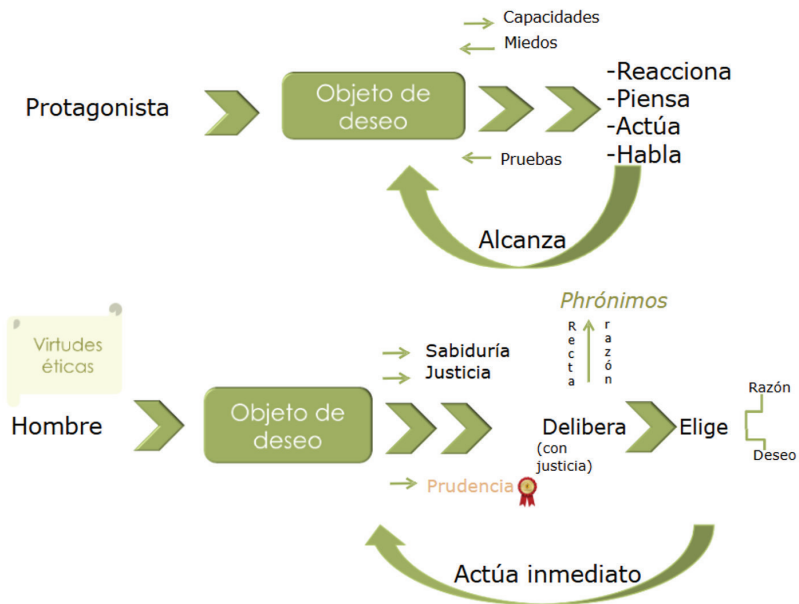 Capacidades
Miedos
Protagonista
Objeto de
deseo
-Reacciona
-Piensa
-Actúa
-Habla
Pruebas
Alcanza
Phrónimos
Recta
razón
Virtudes
éticas
Sabiduría
Justicia
Hombre
Objeto de
deseo
Delibera
(con
justicia)
Elige
Razón
Deseo
Prudencia
Actúa inmediato